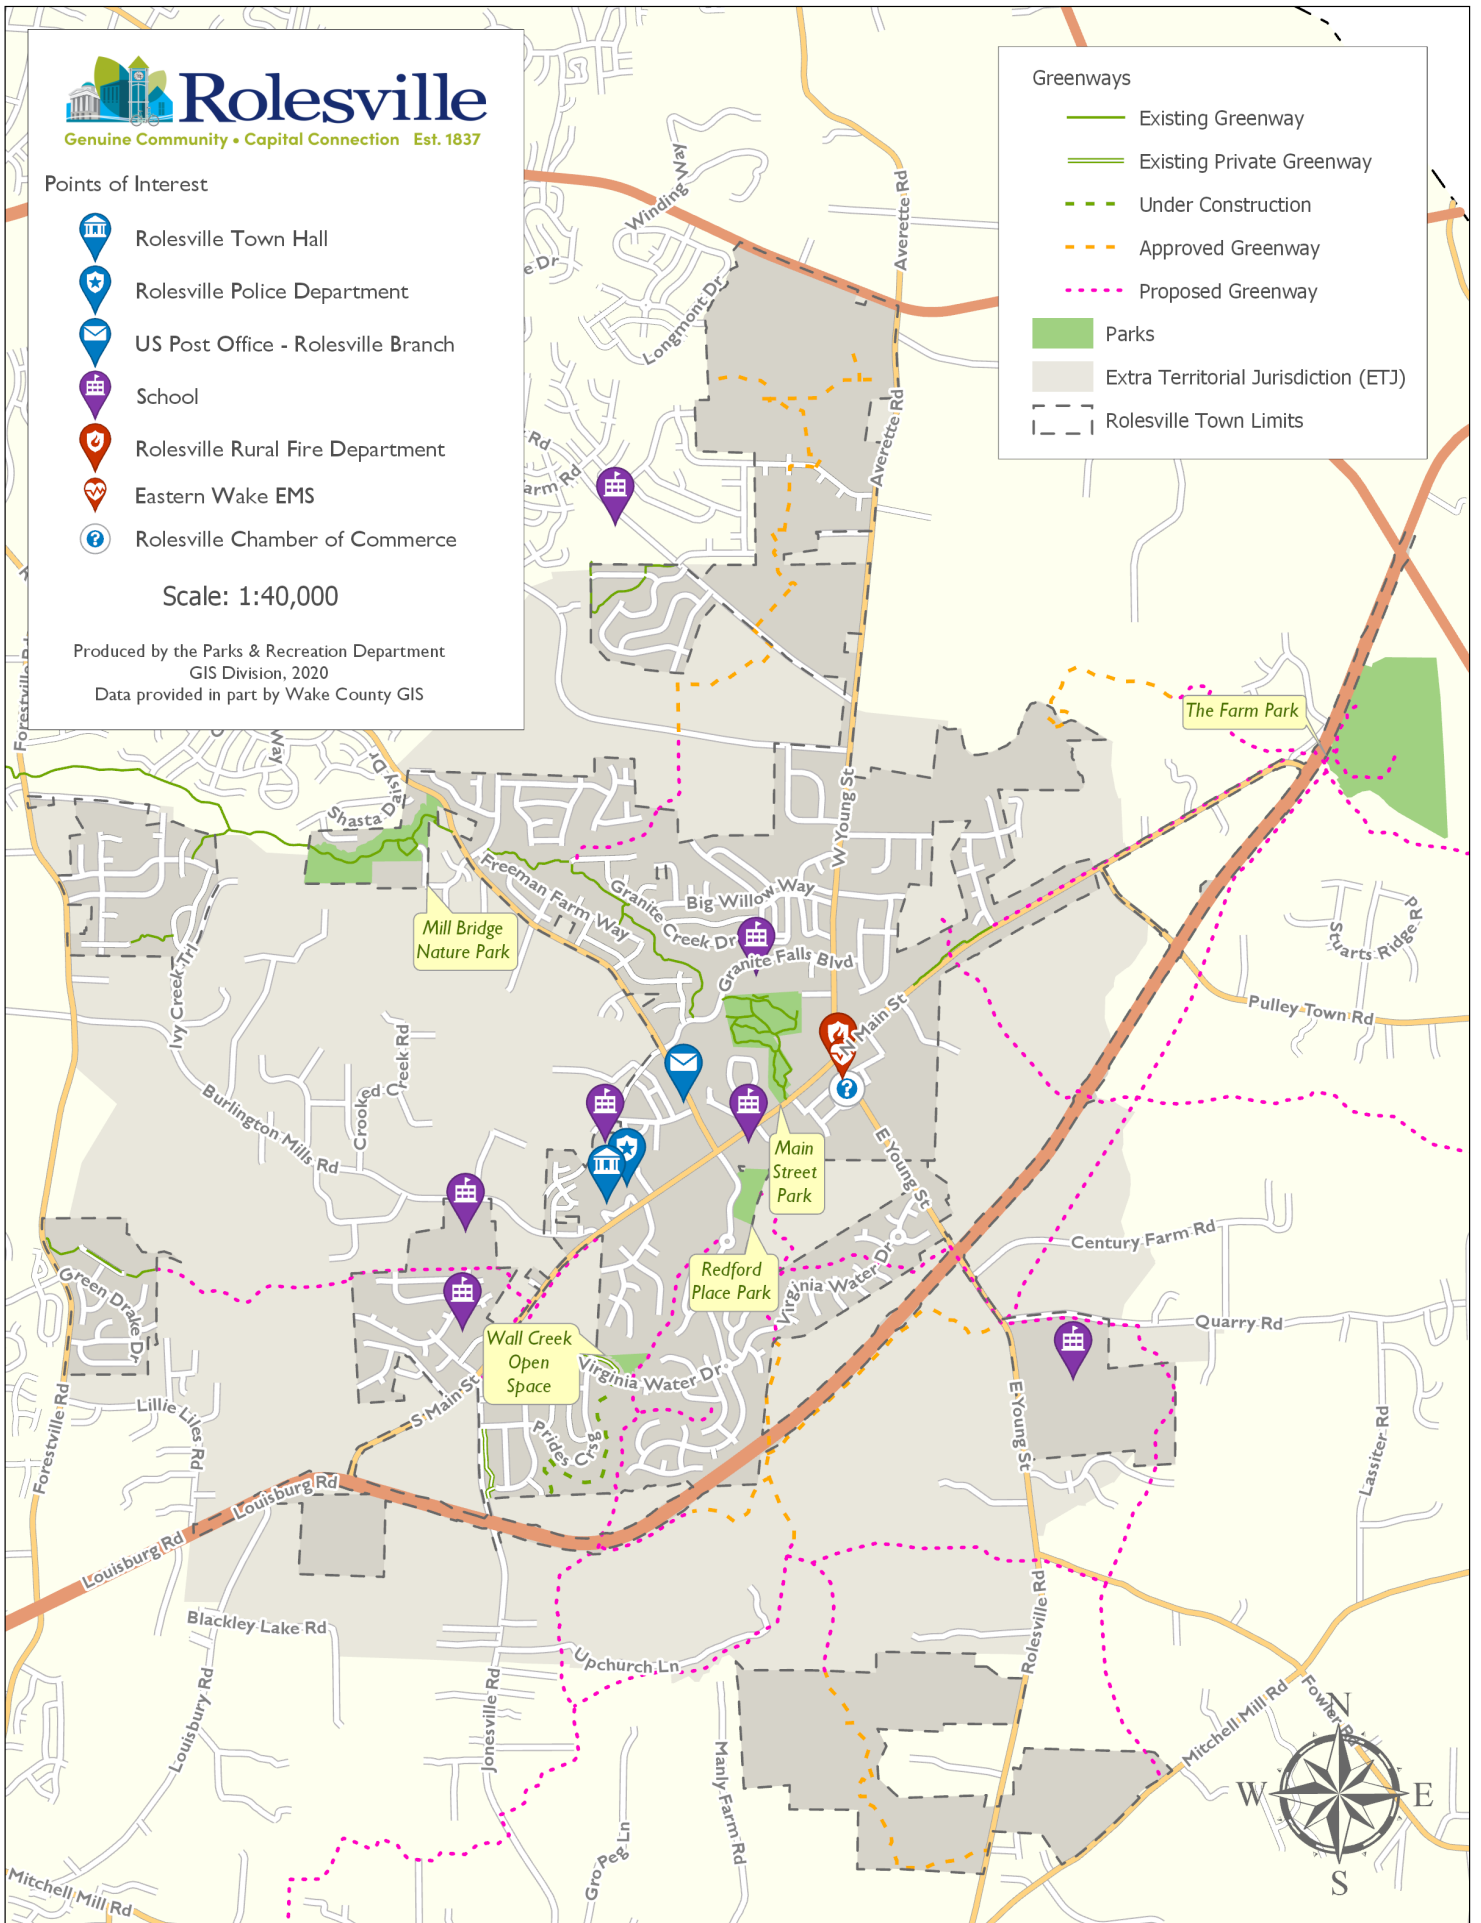 Rolesville
Genuine Community • Capital Connection Est. 1837
Points of Interest
Rolesville Town Hall
Rolesville Police Department
US Post Office - Rolesville Branch
School
Rolesville Rural Fire Department
Eastern Wake EMS
?
Rolesville Chamber of Commerce
Scale: 1:40,000
Produced by the Parks & Recreation Department
GIS Division, 2020
Data provided in part by Wake County GIS
Greenways
Existing Greenway
Existing Private Greenway
Under Construction
Approved Greenway
Proposed Greenway
Parks
Extra Territorial Jurisdiction (ETJ)
Rolesville Town Limits
Winding Way
Averette Rd
e Dr
Longmont Dr
Averette Rd
Rd
arm Rd
Forestville Rd
Way
Daisy Dr
Shasta
The Farm Park
W Young St
Freeman Farm Way
Granite Creek Dr
Big Willow Way
Granite Falls Blvd
Mill Bridge
Nature Park
Stuarts Ridge Rd
Pulley Town Rd
Ivy Creek Trl
N Main St
Crooked Creek Rd
Burlington Mills Rd
?
Main
Street
Park
E Young St
Century Farm Rd
Redford
Place Park
Virginia Water Dr
Green Drake Dr
Quarry Rd
Wall Creek
Open
Space
Virginia Water Dr
S Main St
Prides Crsg
E Young St
Lillie Liles Rd
Forestville Rd
Lassiter Rd
Louisburg Rd
Louisburg Rd
Blackley Lake Rd
Upchurch Ln
Rolesville Rd
Louisbury Rd
Jonesville Rd
Manly Farm Rd
Gro Peg Ln
Mitchell Mill Rd
Fowler Rd
Mitchell Mill Rd
N
W
E
S